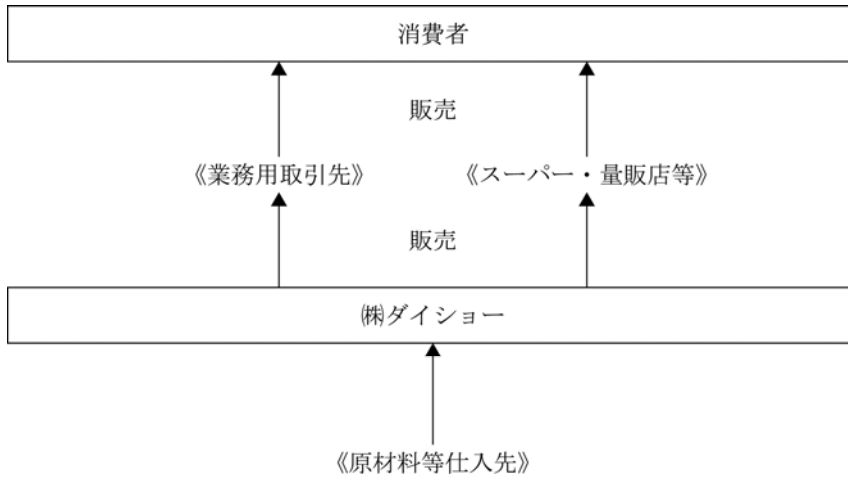 消費者
販売
《業務用取引先》 《スーパー・量販店等》
販売
㈱ダイショー
《原材料等仕入先》